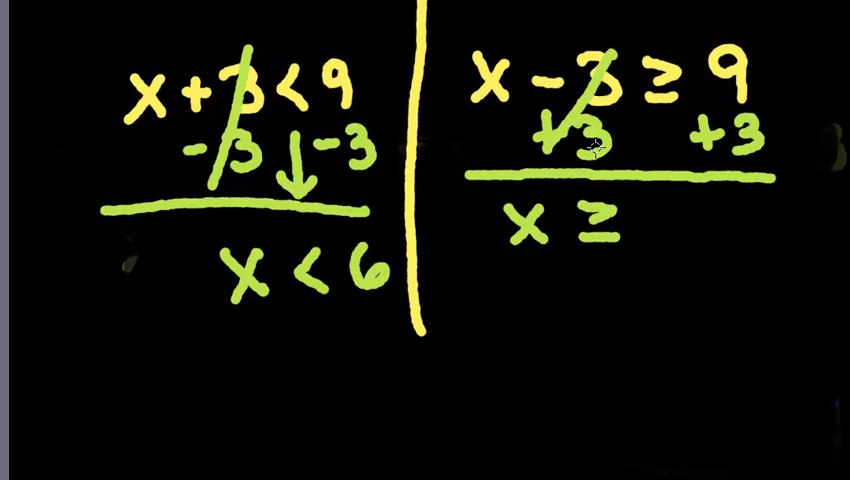 x + 3 < 9
- 3 ↓ - 3
x < 6
x - 3 ≥ 9
+ 3 + 3
x ≥